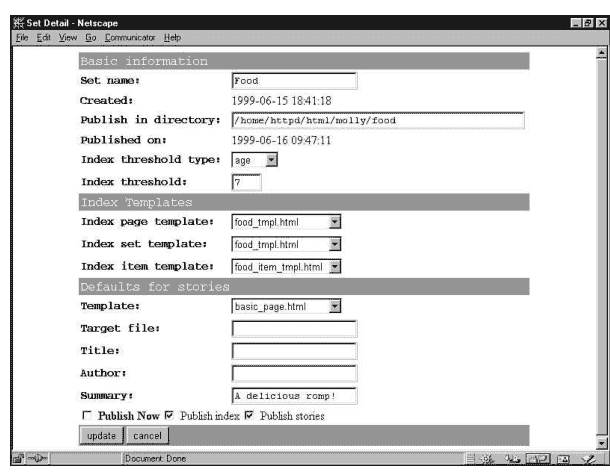 Set Detail - Netscape
File Edit View Go Communicator Help
Basic information
Set name: Food
Created: 1999-06-15 18:41:18
Publish in directory: /home/httpd/html/molly/food
Published on: 1999-06-16 09:47:11
Index threshold type: age
Index threshold: 7
Index Templates
Index page template: food_tmpl.html
Index set template: food_tmpl.html
Index item template: food_item_tmpl.html
Defaults for stories
Template: basic_page.html
Target file:
Title:
Author:
Summary: A delicious romp!
Publish Now Publish index Publish stories
update cancel
Document: Done